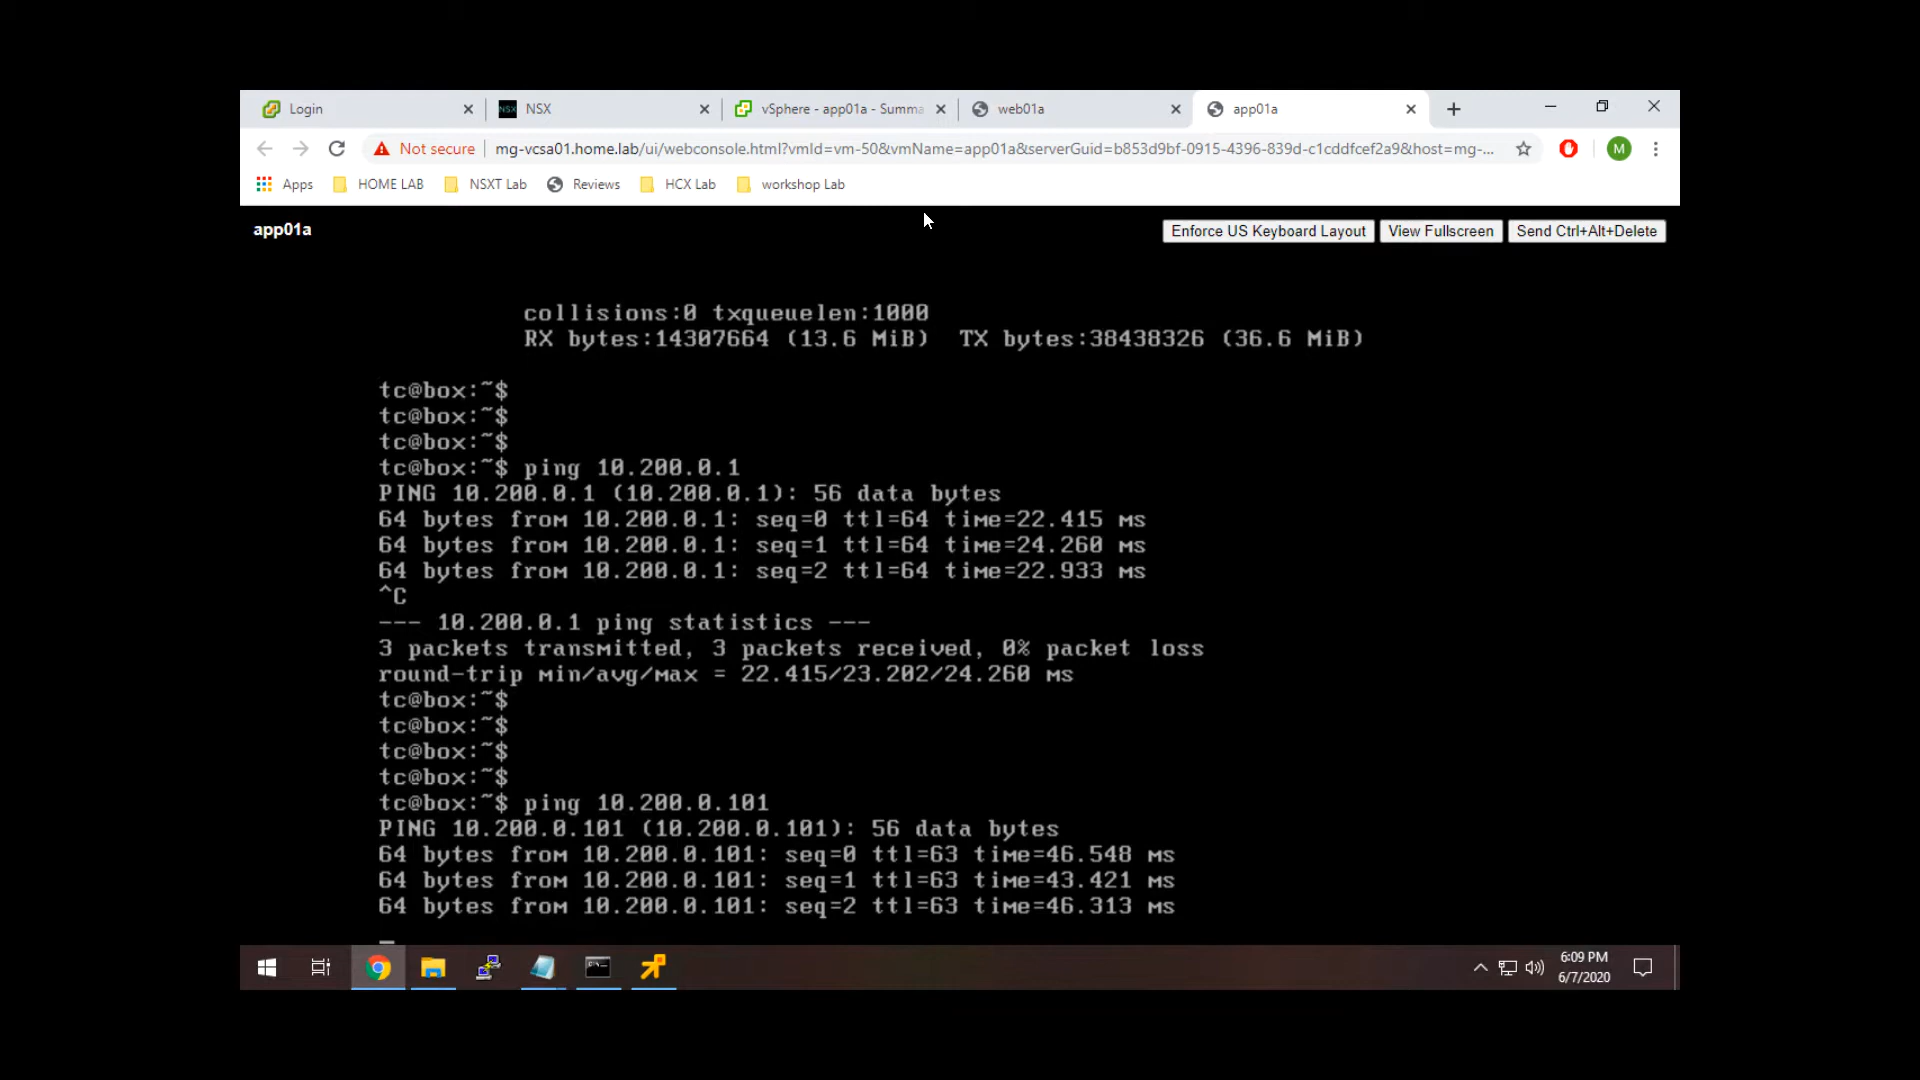 Login
NSX
NSX
vSphere - app01a - Summa
web01a
app01a
Not secure
mg-vcsa01.home.lab/ui/webconsole.html?vmId=vm-50&vmName=app01a&serverGuid=b853d9bf-0915-4396-839d-c1cddfcef2a9&host=mg-...
M
Apps
HOME LAB
NSXT Lab
Reviews
HCX Lab
workshop Lab
app01a
Enforce US Keyboard Layout
View Fullscreen
Send Ctrl+Alt+Delete
collisions:0 txqueuelen:1000
RX bytes:14307664 (13.6 MiB)  TX bytes:38438326 (36.6 MiB)
tc@box:~$
tc@box:~$
tc@box:~$
tc@box:~$ ping 10.200.0.1
PING 10.200.0.1 (10.200.0.1): 56 data bytes
64 bytes from 10.200.0.1: seq=0 ttl=64 time=22.415 ms
64 bytes from 10.200.0.1: seq=1 ttl=64 time=24.260 ms
64 bytes from 10.200.0.1: seq=2 ttl=64 time=22.933 ms
^C
--- 10.200.0.1 ping statistics ---
3 packets transmitted, 3 packets received, 0% packet loss
round-trip min/avg/max = 22.415/23.202/24.260 ms
tc@box:~$
tc@box:~$
tc@box:~$
tc@box:~$
tc@box:~$ ping 10.200.0.101
PING 10.200.0.101 (10.200.0.101): 56 data bytes
64 bytes from 10.200.0.101: seq=0 ttl=63 time=46.548 ms
64 bytes from 10.200.0.101: seq=1 ttl=63 time=43.421 ms
64 bytes from 10.200.0.101: seq=2 ttl=63 time=46.313 ms
6:09 PM
6/7/2020